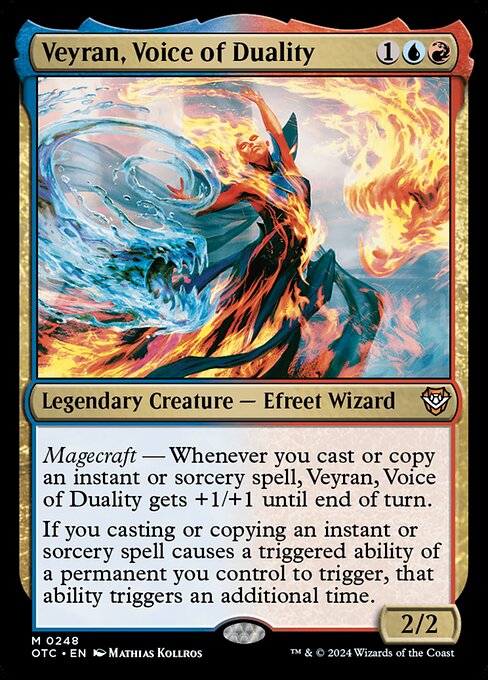 Veyran, Voice of Duality 1
Legendary Creature — Efreet Wizard
Magecraft — Whenever you cast or copy
an instant or sorcery spell, Veyran, Voice
of Duality gets +1/+1 until end of turn.
If you casting or copying an instant or
sorcery spell causes a triggered ability of
a permanent you control to trigger, that
ability triggers an additional time.
2/2
M 0248
OTC • EN Mathias Kollros
™ & © 2024 Wizards of the Coast